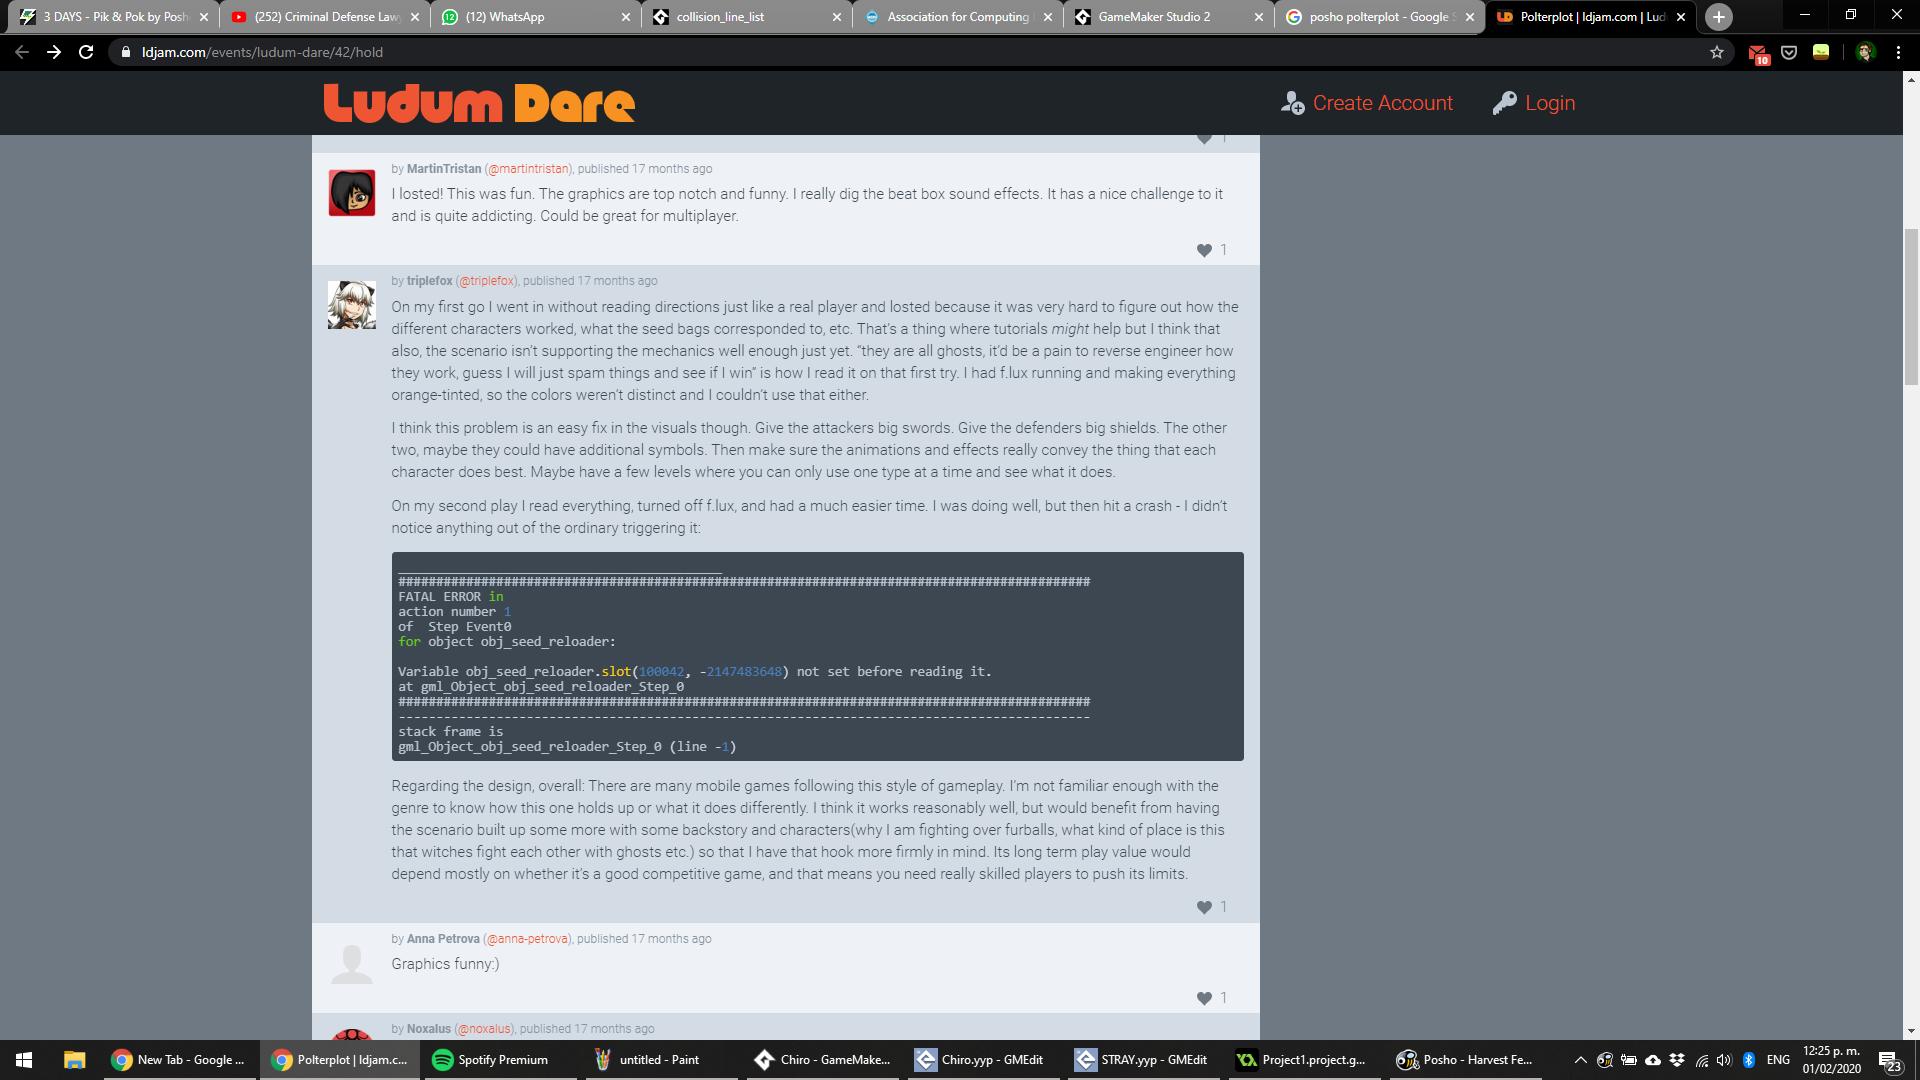 3 DAYS - Pik & Pok by Posh
(252) Criminal Defense Law
(12) WhatsApp
collision_line_list
Association for Computing
GameMaker Studio 2
posho polterplot - Google S
Polterplot | ldjam.com | Lud
ldjam.com/events/ludum-dare/42/hold
10
Ludum Dare
Create Account
Login
1
by MartinTristan (@martintristan), published 17 months ago
I losted! This was fun. The graphics are top notch and funny. I really dig the beat box sound effects. It has a nice challenge to it
and is quite addicting. Could be great for multiplayer.
1
by triplefox (@triplefox), published 17 months ago
On my first go I went in without reading directions just like a real player and losted because it was very hard to figure out how the
different characters worked, what the seed bags corresponded to, etc. That's a thing where tutorials might help but I think that
also, the scenario isn't supporting the mechanics well enough just yet. “they are all ghosts, it'd be a pain to reverse engineer how
they work, guess I will just spam things and see if I win” is how I read it on that first try. I had f.lux running and making everything
orange-tinted, so the colors weren't distinct and I couldn't use that either.
I think this problem is an easy fix in the visuals though. Give the attackers big swords. Give the defenders big shields. The other
two, maybe they could have additional symbols. Then make sure the animations and effects really convey the thing that each
character does best. Maybe have a few levels where you can only use one type at a time and see what it does.
On my second play I read everything, turned off f.lux, and had a much easier time. I was doing well, but then hit a crash - I didn't
notice anything out of the ordinary triggering it:
___________________________________________
############################################################################################
FATAL ERROR in
action number 1
of  Step Event0
for object obj_seed_reloader:
Variable obj_seed_reloader.slot(100042, -2147483648) not set before reading it.
at gml_Object_obj_seed_reloader_Step_0
############################################################################################
--------------------------------------------------------------------------------------------
stack frame is
gml_Object_obj_seed_reloader_Step_0 (line -1)
Regarding the design, overall: There are many mobile games following this style of gameplay. I'm not familiar enough with the
genre to know how this one holds up or what it does differently. I think it works reasonably well, but would benefit from having
the scenario built up some more with some backstory and characters(why I am fighting over furballs, what kind of place is this
that witches fight each other with ghosts etc.) so that I have that hook more firmly in mind. Its long term play value would
depend mostly on whether it's a good competitive game, and that means you need really skilled players to push its limits.
1
by Anna Petrova (@anna-petrova), published 17 months ago
Graphics funny:)
1
by Noxalus (@noxalus), published 17 months ago
New Tab - Google ...
Polterplot | ldjam.c...
Spotify Premium
untitled - Paint
Chiro - GameMake...
Chiro.yyp - GMEdit
STRAY.yyp - GMEdit
Project1.project.g...
Posho - Harvest Fe...
ENG
12:25 p. m.
01/02/2020
23